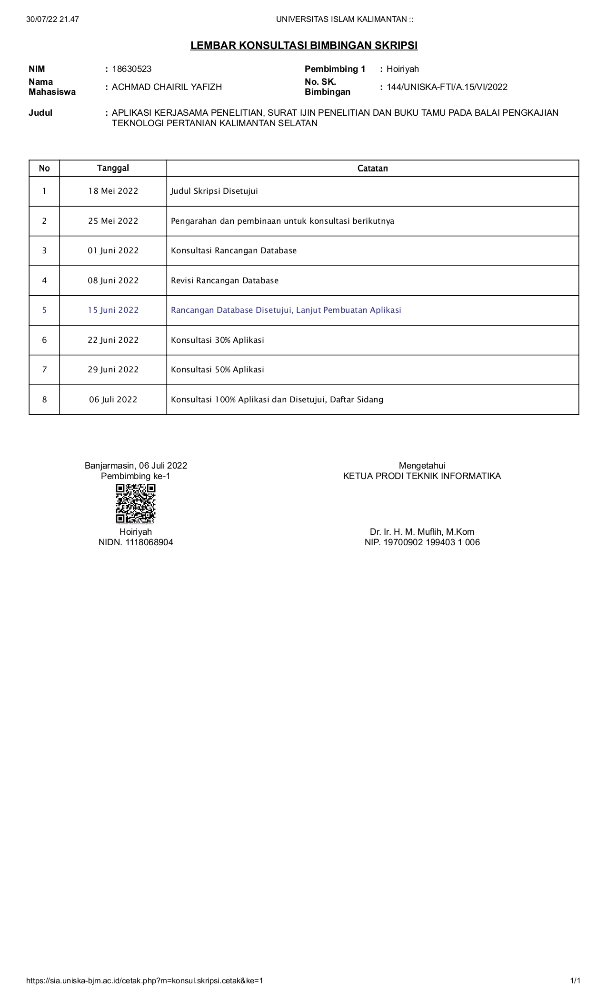 30/07/22 21.47 UNIVERSITAS ISLAM KALIMANTAN ::
LEMBAR KONSULTASI BIMBINGAN SKRIPSI
NIM : 18630523 Pembimbing 1 : Hoiriyah
Nama Mahasiswa : ACHMAD CHAIRIL YAFIZH No. SK. Bimbingan : 144/UNISKA-FTI/A.15/VI/2022
Judul : APLIKASI KERJASAMA PENELITIAN, SURAT IJIN PENELITIAN DAN BUKU TAMU PADA BALAI PENGKAJIAN
TEKNOLOGI PERTANIAN KALIMANTAN SELATAN
No Tanggal Catatan
1 18 Mei 2022 Judul Skripsi Disetujui
2 25 Mei 2022 Pengarahan dan pembinaan untuk konsultasi berikutnya
3 01 Juni 2022 Konsultasi Rancangan Database
4 08 Juni 2022 Revisi Rancangan Database
5 15 Juni 2022 Rancangan Database Disetujui, Lanjut Pembuatan Aplikasi
6 22 Juni 2022 Konsultasi 30% Aplikasi
7 29 Juni 2022 Konsultasi 50% Aplikasi
8 06 Juli 2022 Konsultasi 100% Aplikasi dan Disetujui, Daftar Sidang
Banjarmasin, 06 Juli 2022 Mengetahui
Pembimbing ke-1 KETUA PRODI TEKNIK INFORMATIKA
Hoiriyah Dr. Ir. H. M. Muflih, M.Kom
NIDN. 1118068904 NIP. 19700902 199403 1 006
https://sia.uniska-bjm.ac.id/cetak.php?m=konsul.skripsi.cetak&ke=1 1/1